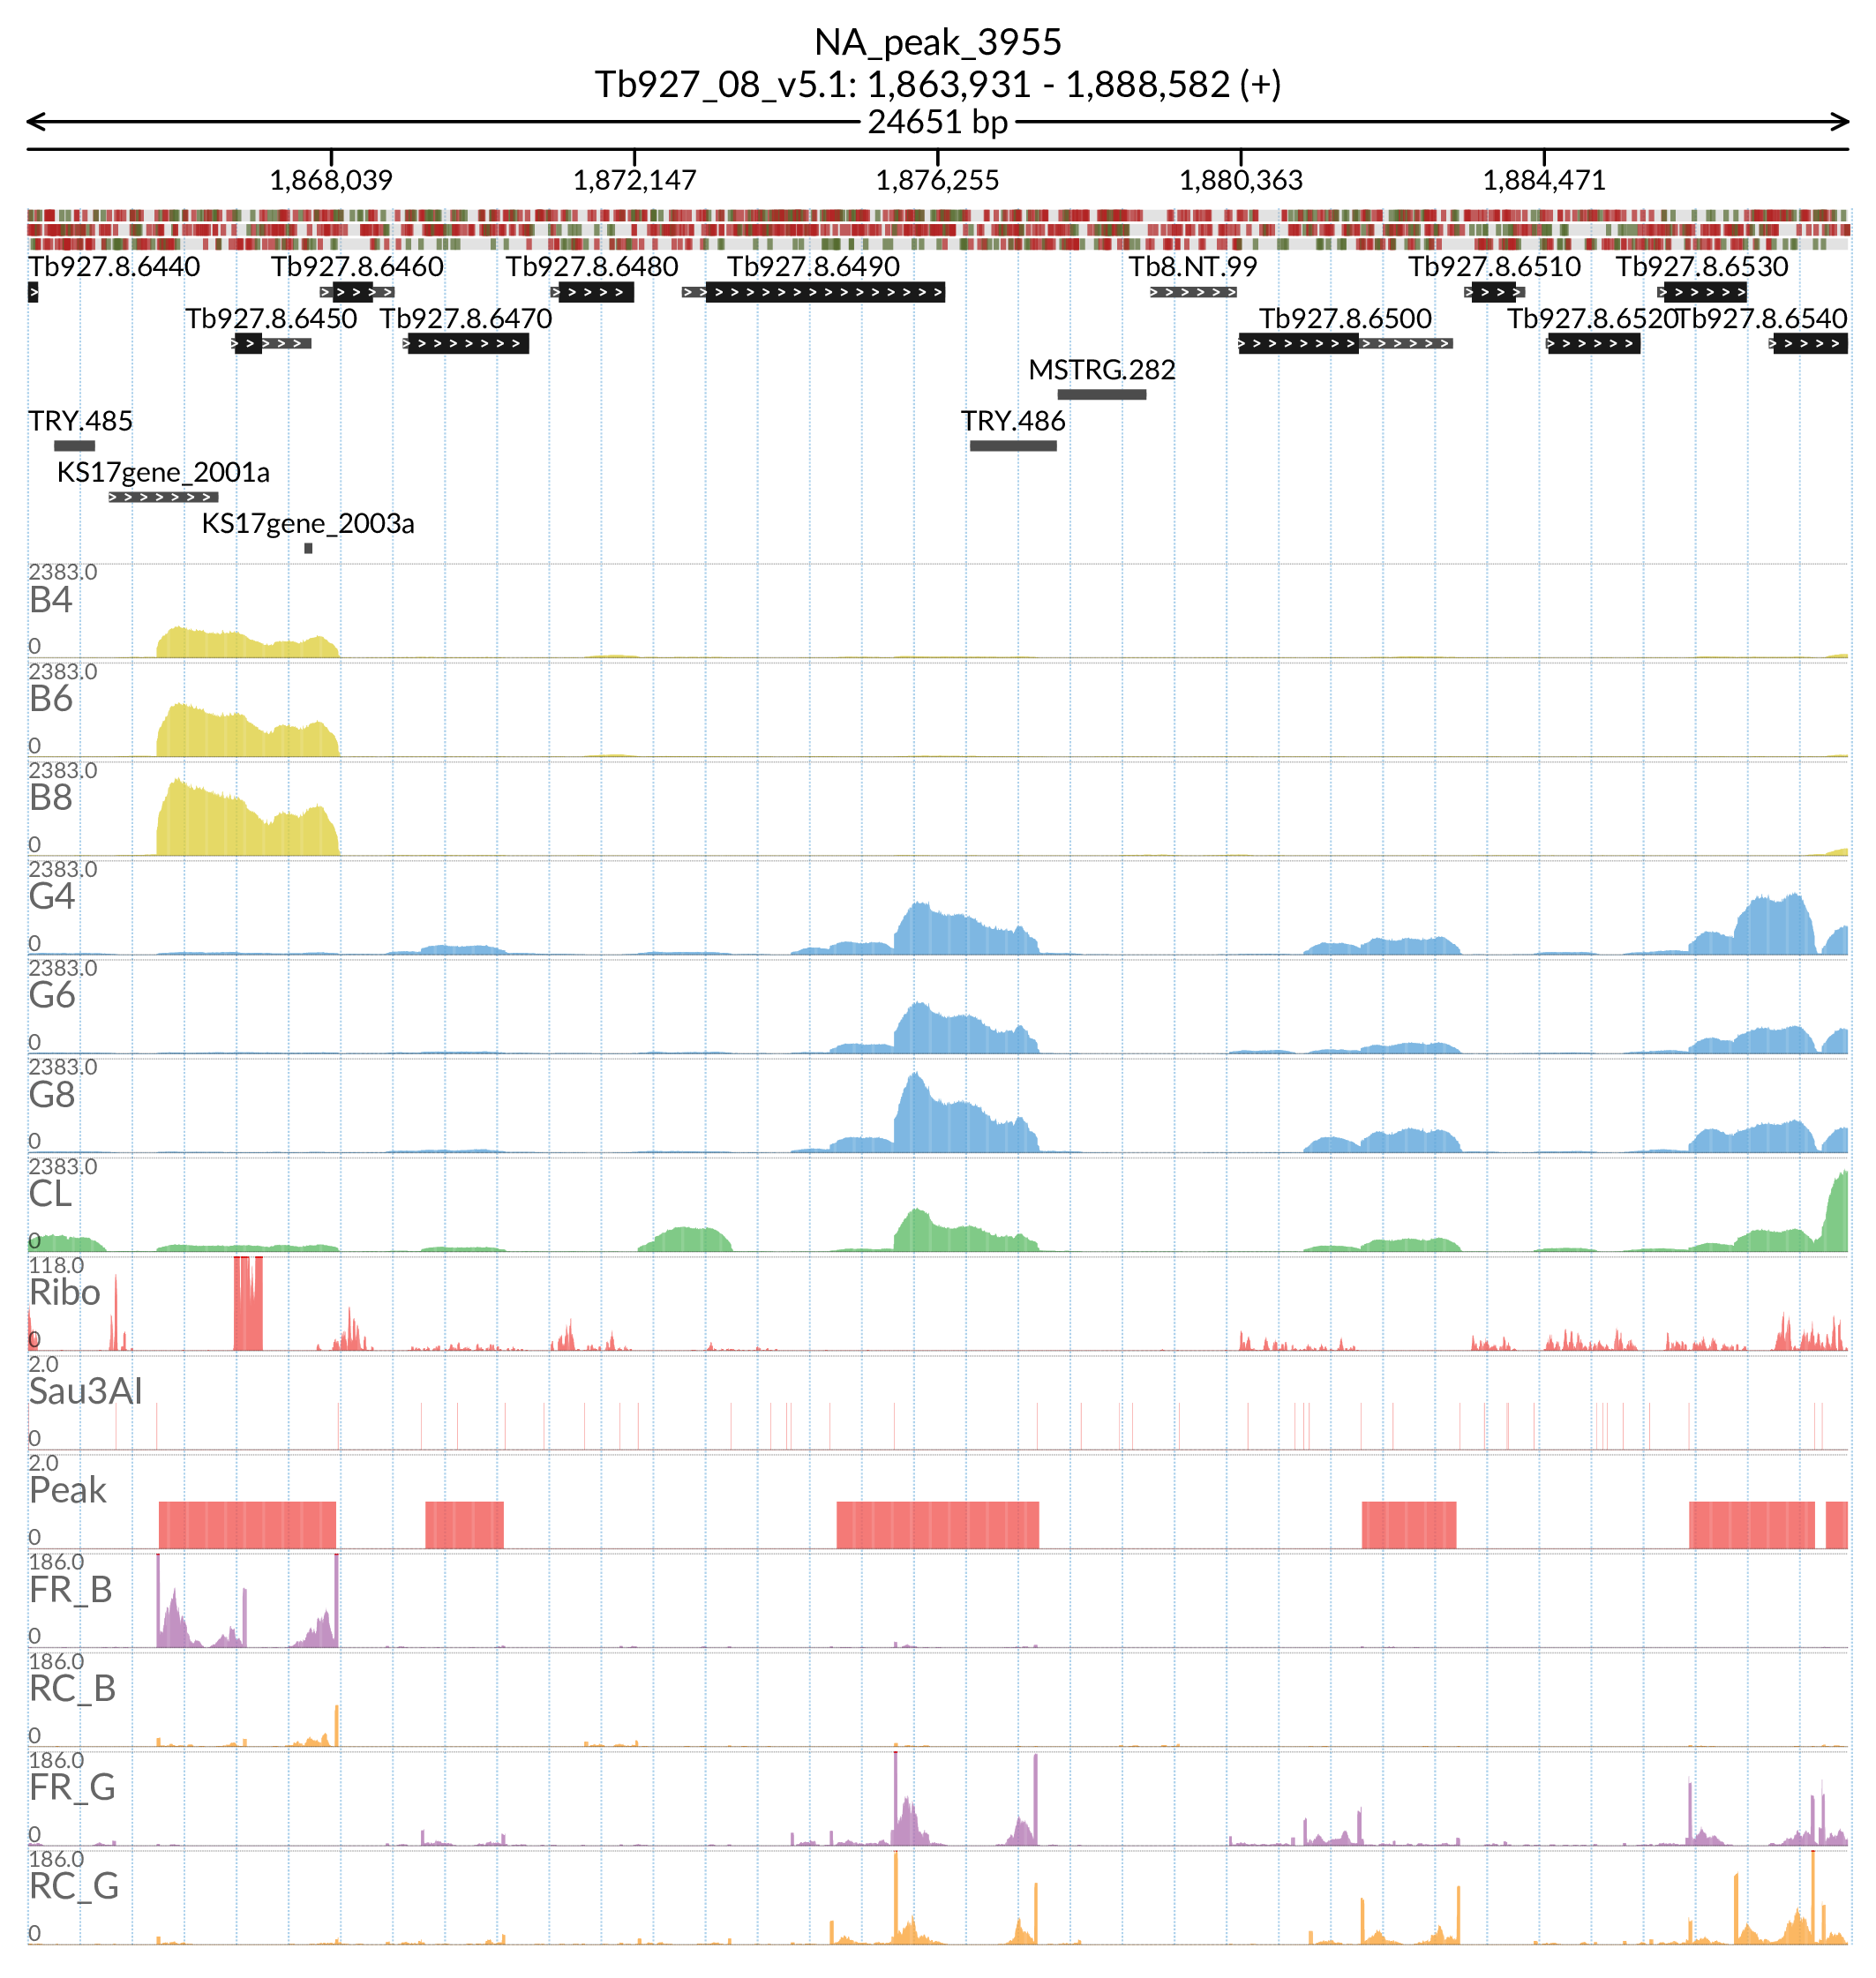 NA_peak_3955
Tb927_08_v5.1: 1,863,931 - 1,888,582 (+)
24651 bp
1,868,039 1,872,147 1,876,255 1,880,363 1,884,471
Tb927.8.6440 Tb927.8.6460 Tb927.8.6480 Tb927.8.6490 Tb8.NT.99 Tb927.8.6510 Tb927.8.6530
Tb927.8.6450 Tb927.8.6470 Tb927.8.6500 Tb927.8.6520 Tb927.8.6540
MSTRG.282
TRY.485 TRY.486
KS17gene_2001a
KS17gene_2003a
2383.0
B4
0
2383.0
B6
0
2383.0
B8
0
2383.0
G4
0
2383.0
G6
0
2383.0
G8
0
2383.0
CL
0
118.0
Ribo
0
2.0
Sau3AI
0
2.0
Peak
0
186.0
FR_B
0
186.0
RC_B
0
186.0
FR_G
0
186.0
RC_G
0